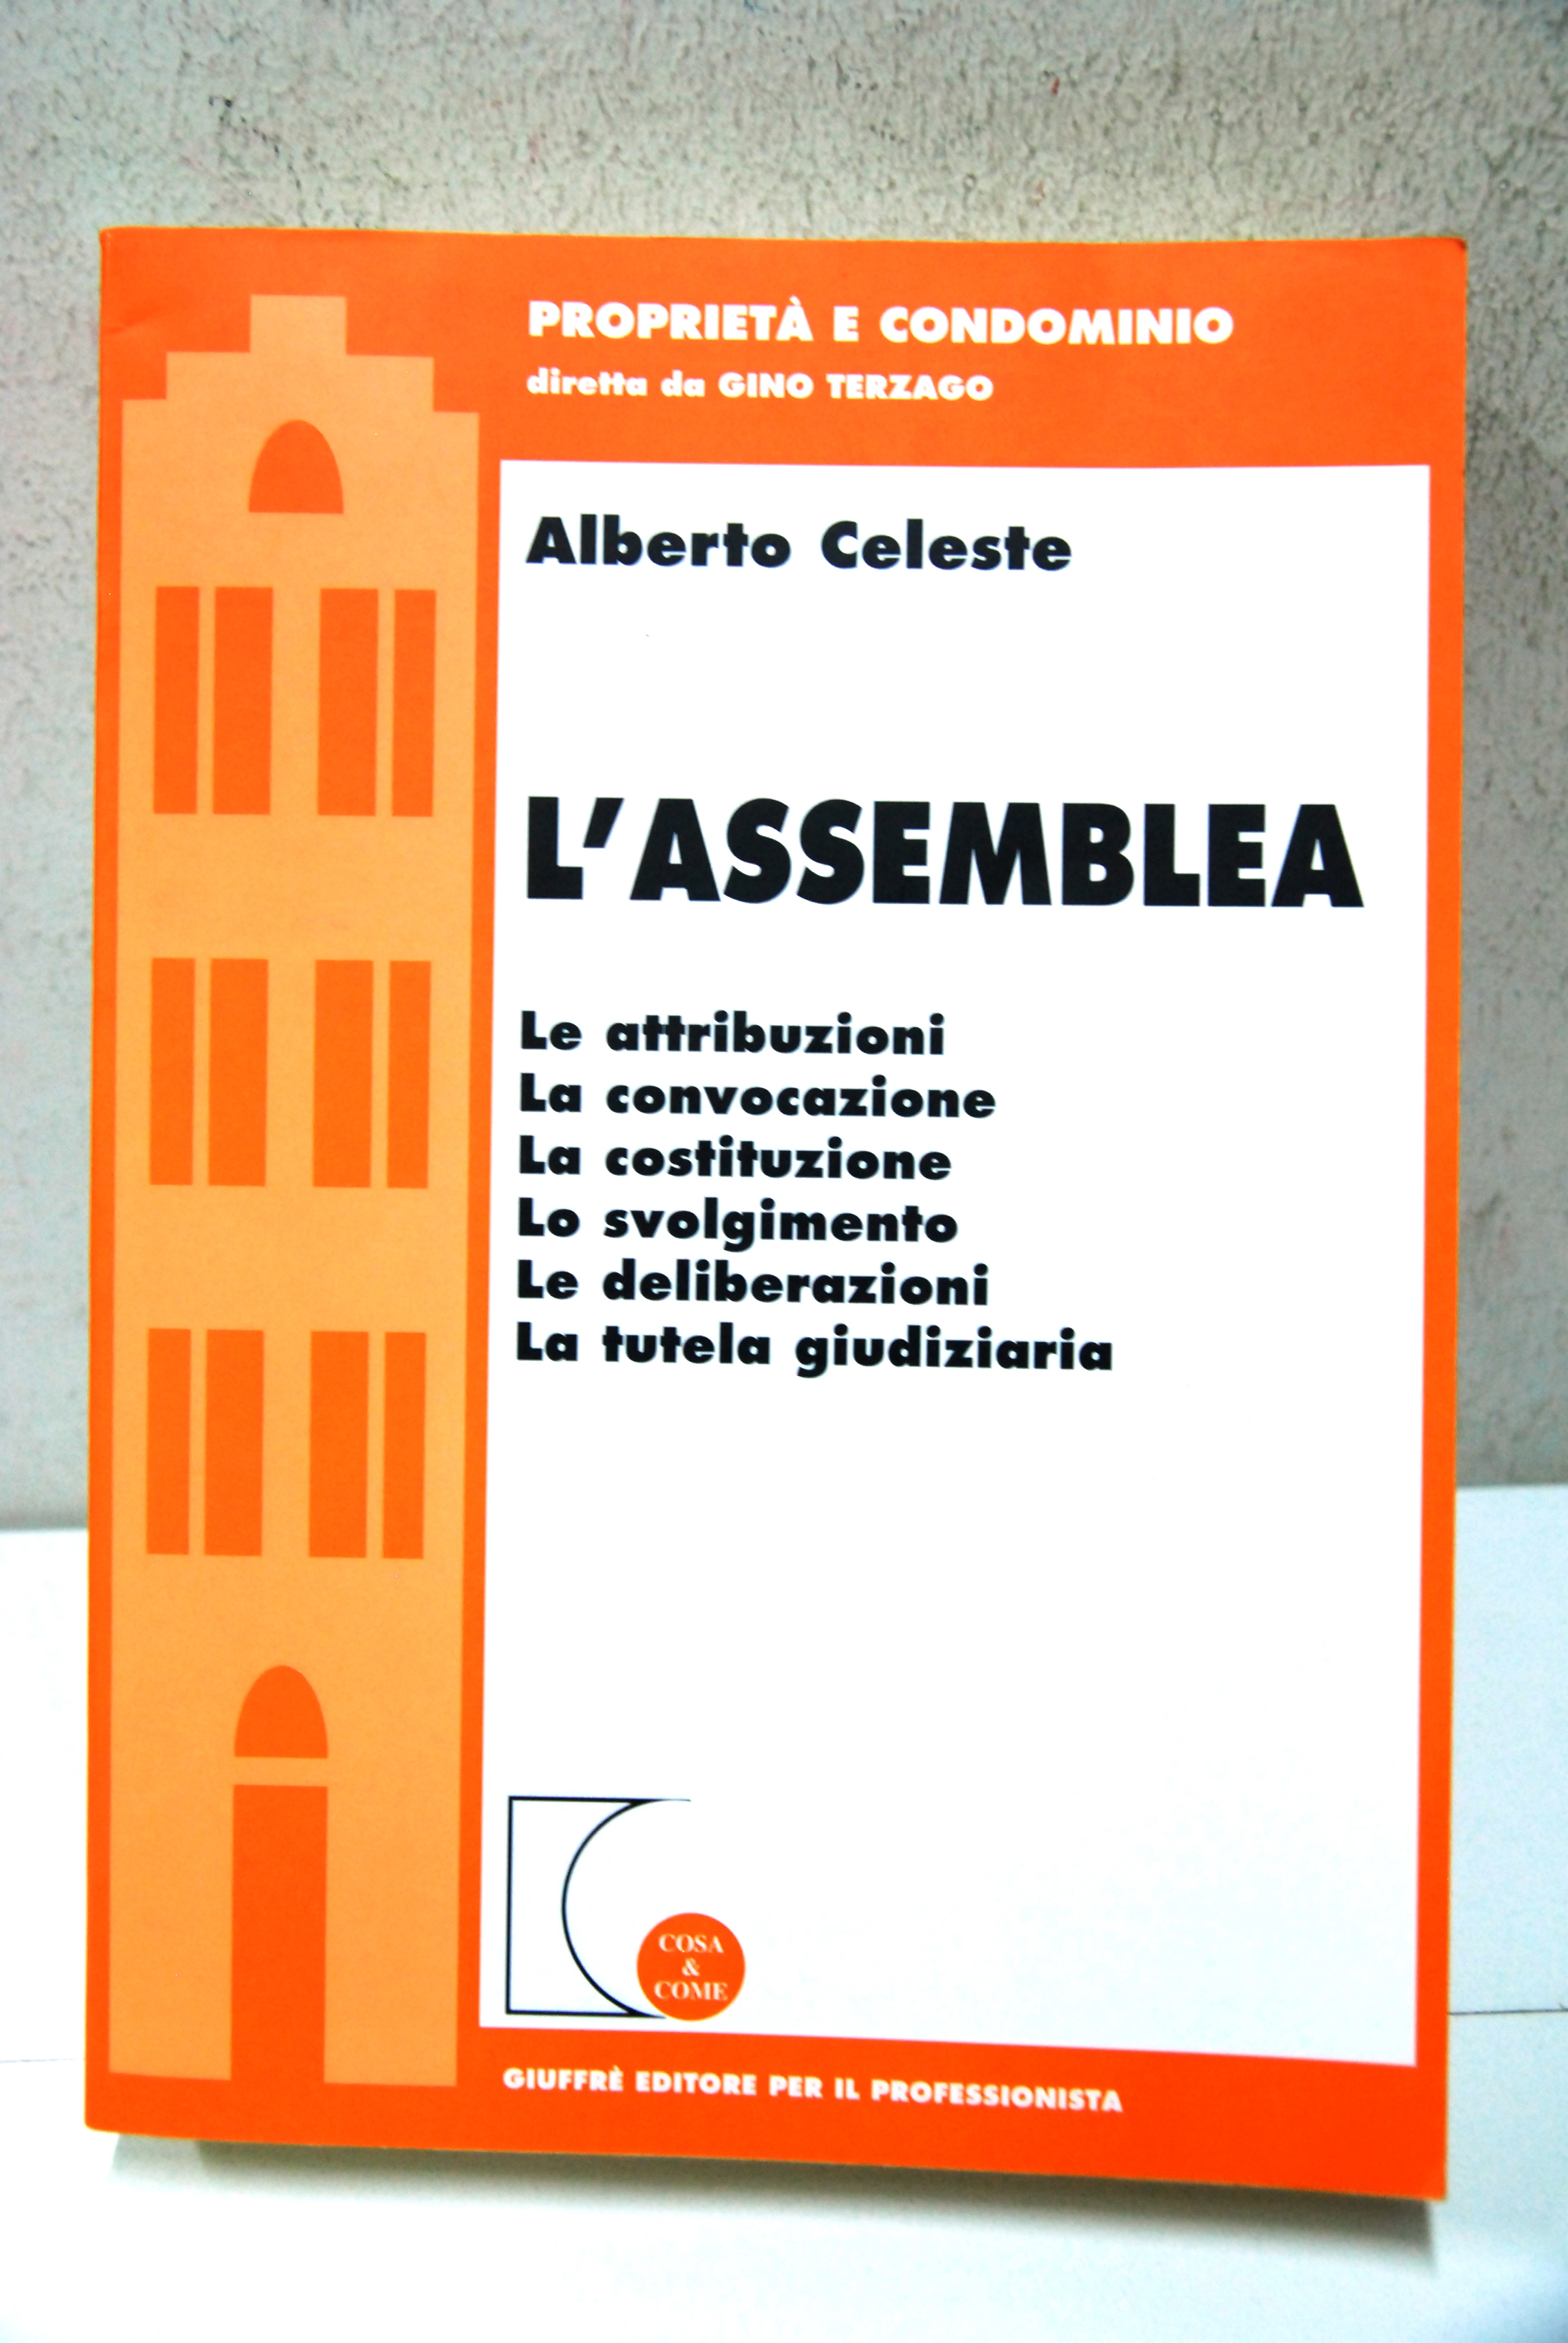 PROPRIETÀ E CONDOMINIO
diretta da GINO TERZAGO
Alberto Celeste
L'ASSEMBLEA
Le attribuzioni
La convocazione
La costituzione
Lo svolgimento
Le deliberazioni
La tutela giudiziaria
COSA
&
COME
GIUFFRÈ EDITORE PER IL PROFESSIONISTA